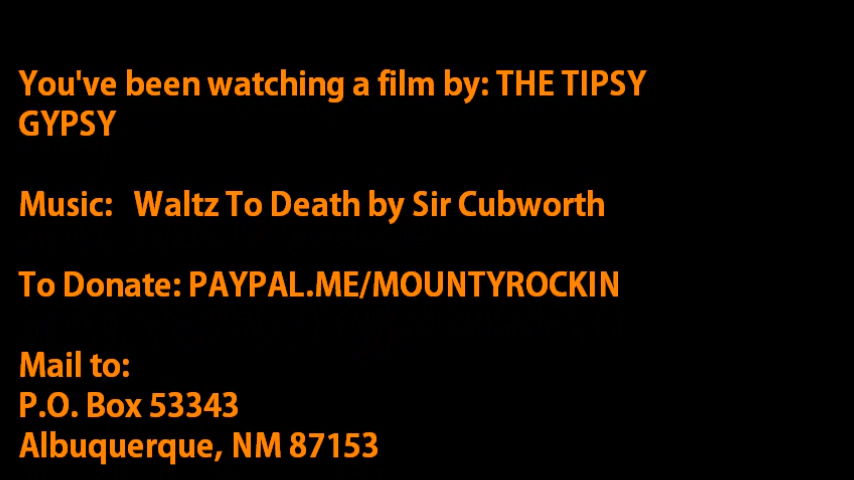 You've been watching a film by: THE TIPSY
GYPSY
Music: Waltz To Death by Sir Cubworth
To Donate: PAYPAL.ME/MOUNTYROCKIN
Mail to:
P.O. Box 53343
Albuquerque, NM 87153